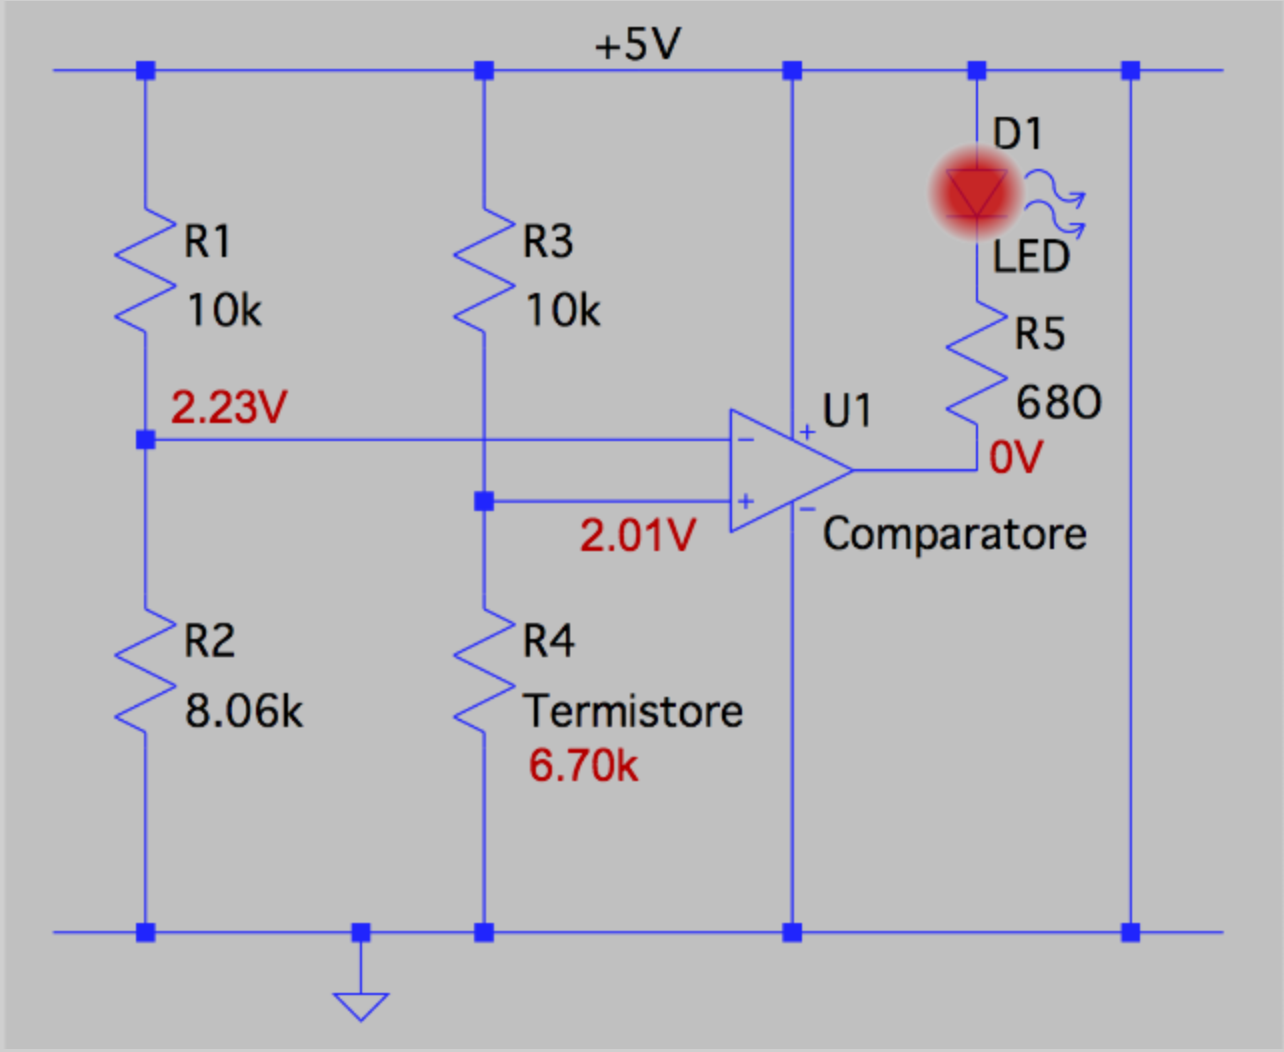 +5V
D1
LED
R1
10k
R3
10k
R5
680
2.23V
U1
0V
2.01V
Comparatore
R2
8.06k
R4
Termistore
6.70k